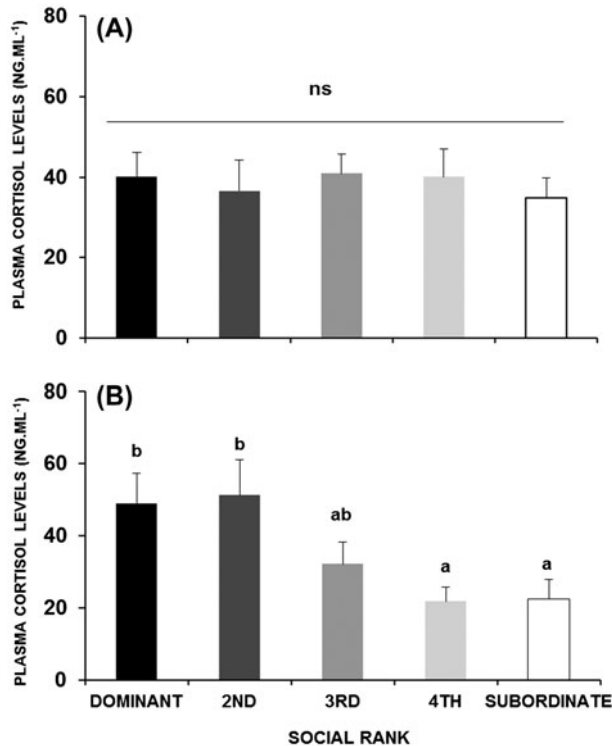 (A)
80
60
40
20
0
PLASMA CORTISOL LEVELS (NG.ML-1)
ns
(B)
80
60
40
20
0
PLASMA CORTISOL LEVELS (NG.ML-1)
b
b
ab
a
a
DOMINANT 2ND 3RD 4TH SUBORDINATE
SOCIAL RANK